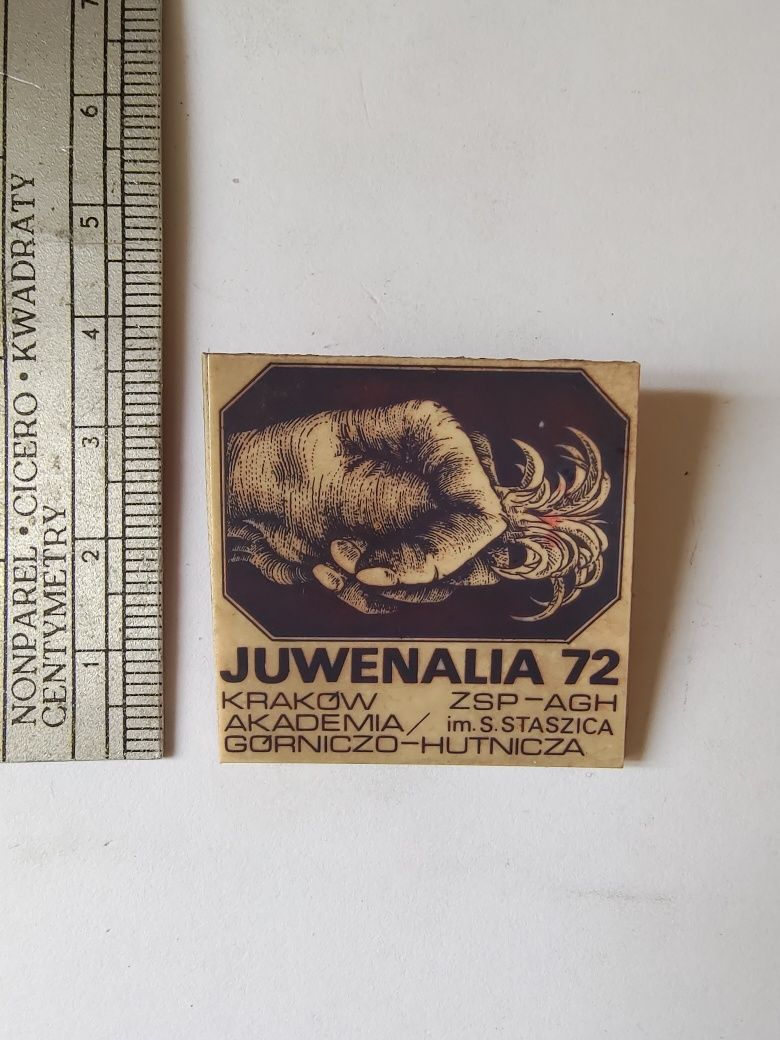 NONPAREL • CICERO • KWADRATY
CENTYMETRY
7
6
5
4
3
2
1
JUWENALIA 72
KRAKÓW ZSP-AGH
AKADEMIA/ im. S. STASZICA
GÓRNICZO-HUTNICZA